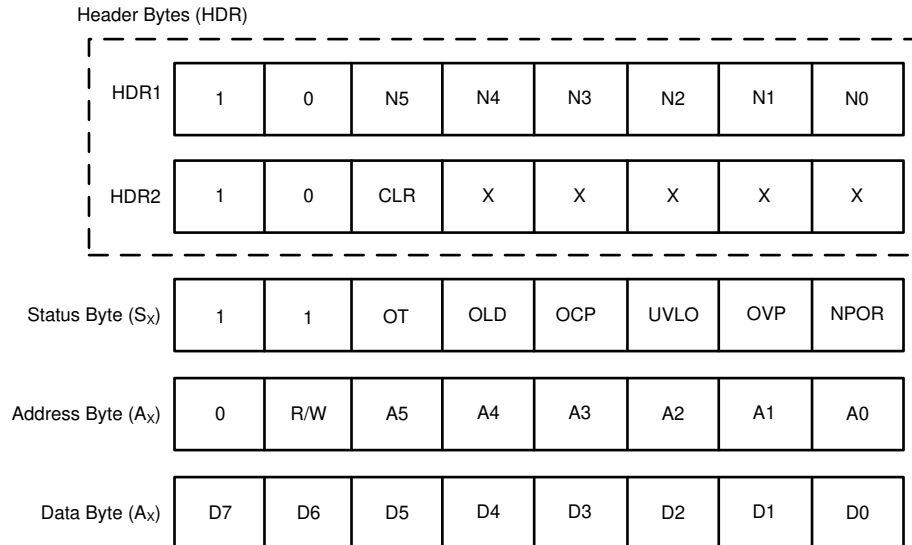 Header Bytes (HDR)
HDR1 1 0 N5 N4 N3 N2 N1 N0
HDR2 1 0 CLR X X X X X
Status Byte (SX) 1 1 OT OLD OCP UVLO OVP NPOR
Address Byte (AX) 0 R/W A5 A4 A3 A2 A1 A0
Data Byte (AX) D7 D6 D5 D4 D3 D2 D1 D0